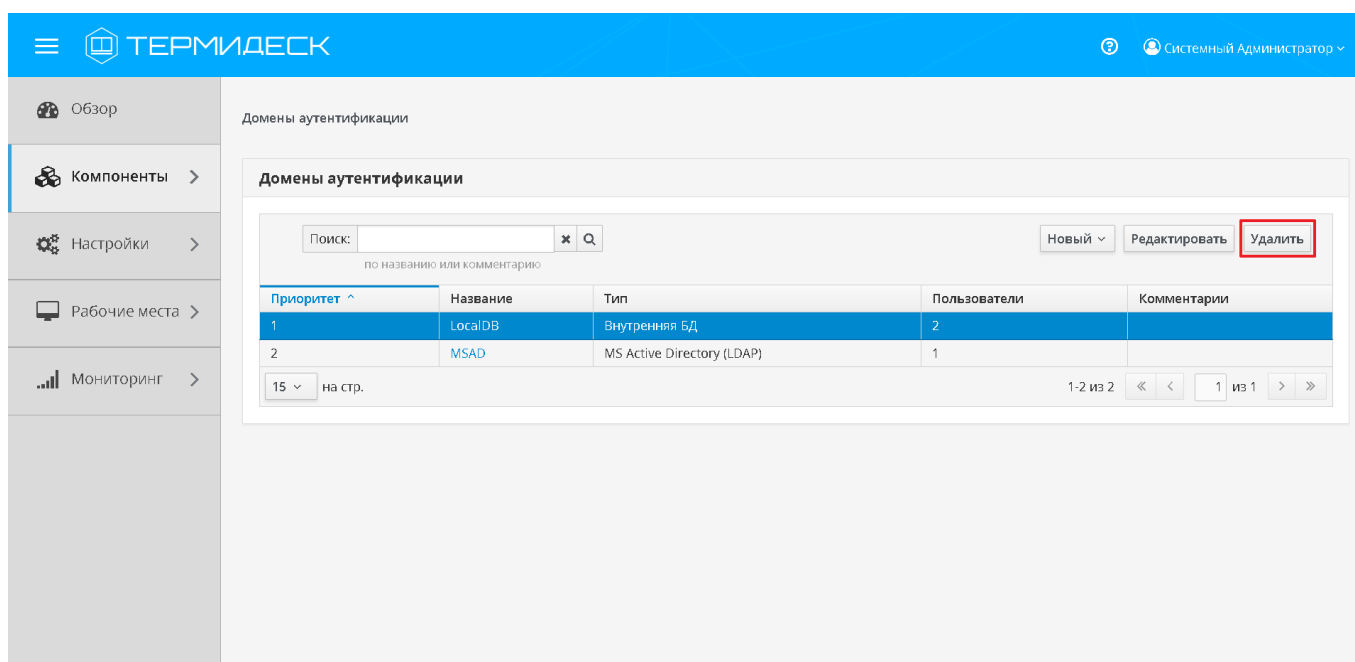 ТЕРМИДЕСК
Системный Администратор
Обзор
Компоненты
Настройки
Рабочие места
Мониторинг
Домены аутентификации
Домены аутентификации
Поиск:
по названию или комментарию
Новый Редактировать Удалить
Приоритет Название Тип Пользователи Комментарии
1 LocalDB Внутренняя БД 2
2 MSAD MS Active Directory (LDAP) 1
15 на стр. 1-2 из 2 « < 1 из 1 > »